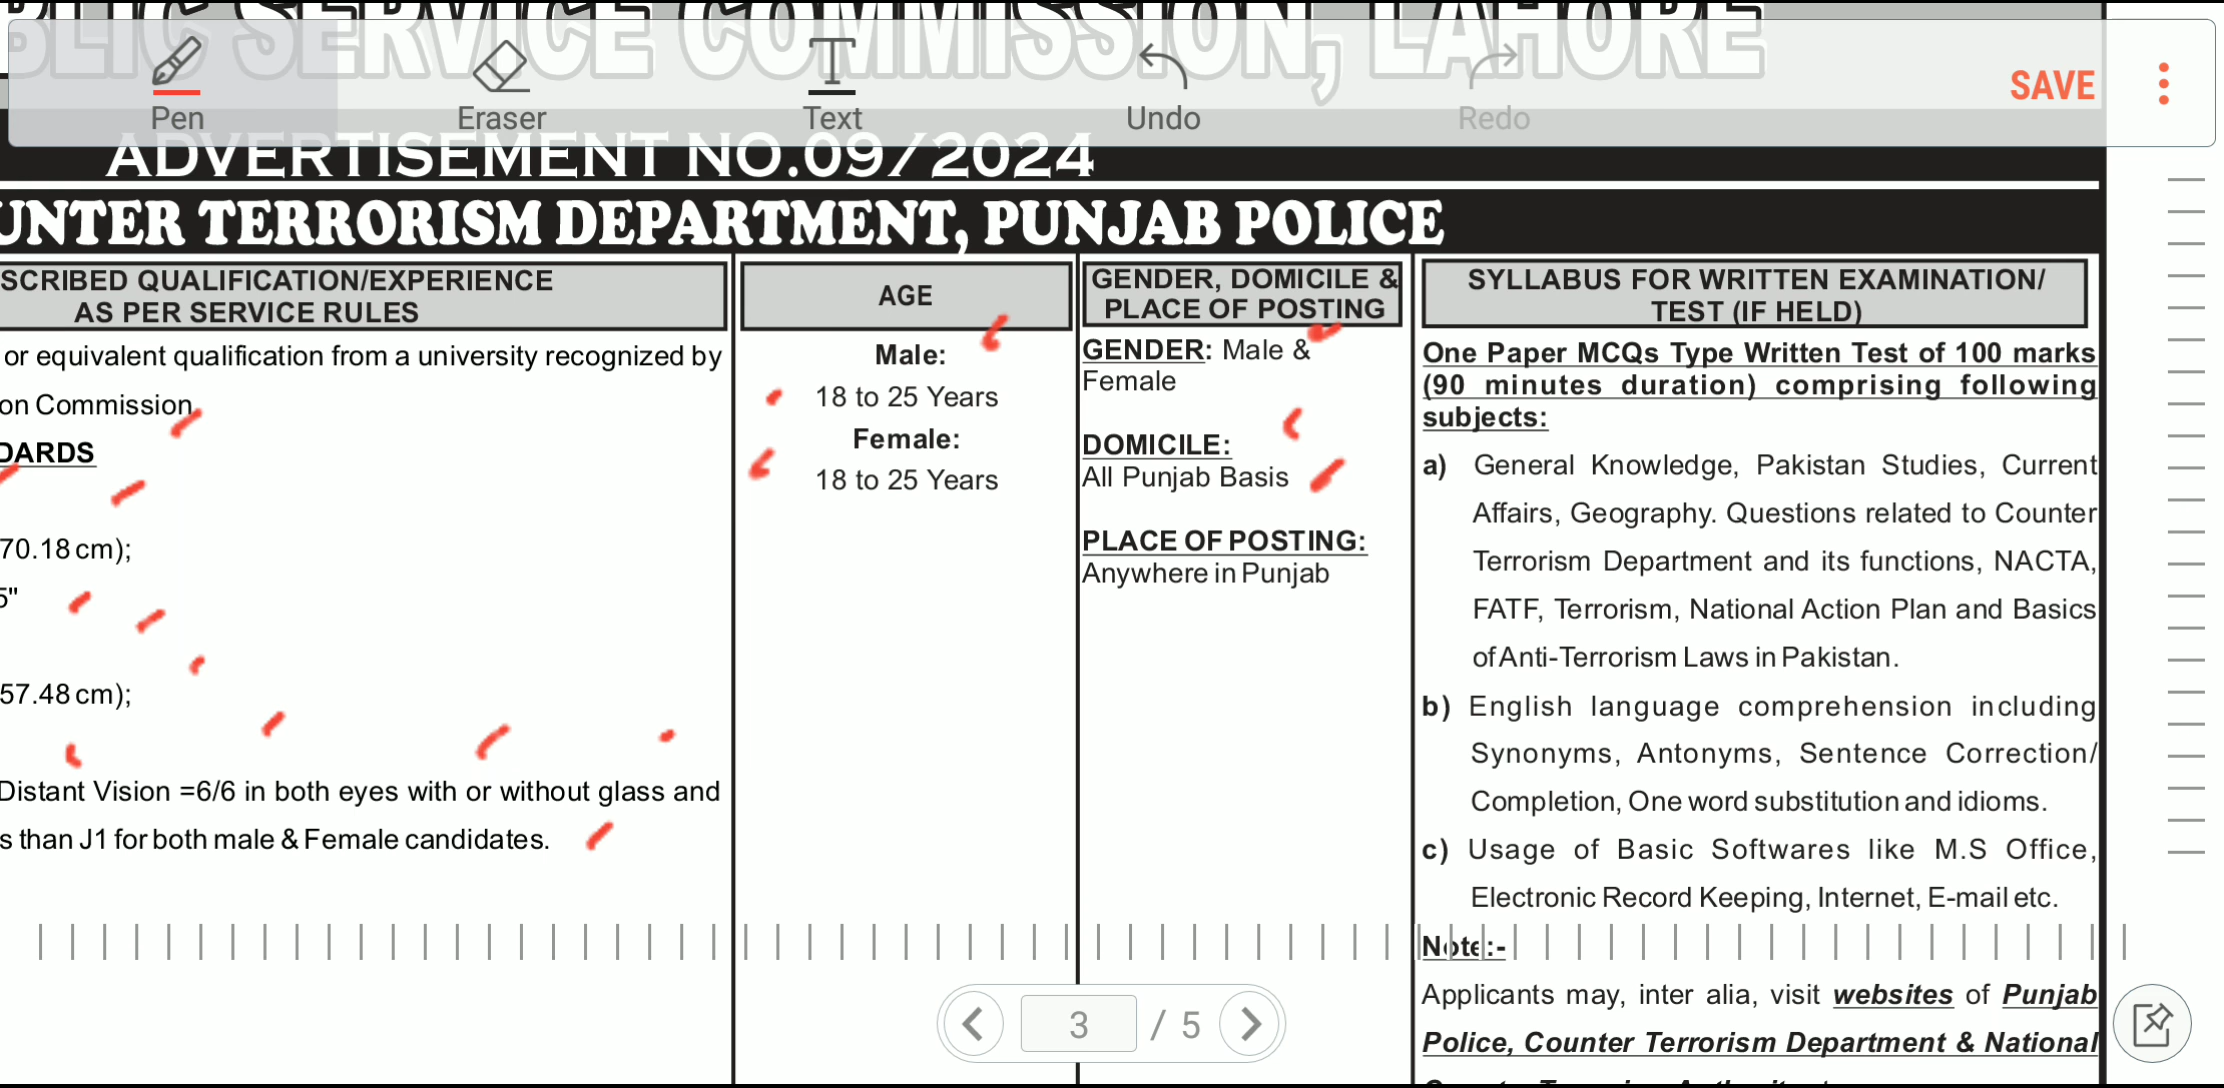 BLIC SERVICE COMMISSION, LAHORE
Pen
Eraser
Text
Undo
Redo
SAVE
ADVERTISEMENT NO.09/2024
UNTER TERRORISM DEPARTMENT, PUNJAB POLICE
SCRIBED QUALIFICATION/EXPERIENCE
AS PER SERVICE RULES
or equivalent qualification from a university recognized by
on Commission
DARDS
70.18 cm);
5"
57.48 cm);
Distant Vision =6/6 in both eyes with or without glass and
s than J1 for both male & Female candidates.
AGE
Male:
18 to 25 Years
Female:
18 to 25 Years
GENDER, DOMICILE &
PLACE OF POSTING
GENDER: Male &
Female
DOMICILE:
All Punjab Basis
PLACE OF POSTING:
Anywhere in Punjab
SYLLABUS FOR WRITTEN EXAMINATION/
TEST (IF HELD)
One Paper MCQs Type Written Test of 100 marks
(90 minutes duration) comprising following
subjects:
a) General Knowledge, Pakistan Studies, Current
Affairs, Geography. Questions related to Counter
Terrorism Department and its functions, NACTA,
FATF, Terrorism, National Action Plan and Basics
of Anti-Terrorism Laws in Pakistan.
b) English language comprehension including
Synonyms, Antonyms, Sentence Correction/
Completion, One word substitution and idioms.
c) Usage of Basic Softwares like M.S Office,
Electronic Record Keeping, Internet, E-mail etc.
Note:-
Applicants may, inter alia, visit websites of Punjab
Police, Counter Terrorism Department & National
3 / 5